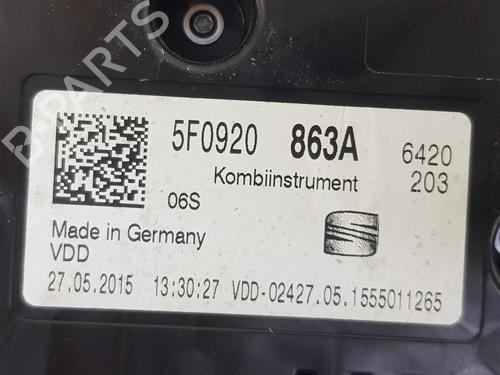 B-PARTS
5F0920 863A 6420
Kombiinstrument 203
06S
Made in Germany
VDD
27.05.2015 13:30:27 VDD-02427.05.1555011265